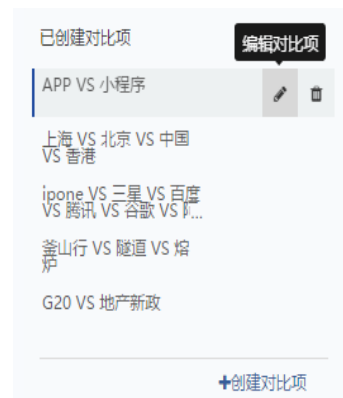 已创建对比项
编辑对比项
APP VS 小程序
上海 VS 北京 VS 中国
VS 香港
ipone VS 三星 VS 百度
VS 腾讯 VS 谷歌 VS 阝...
釜山行 VS 隧道 VS 熔
炉
G20 VS 地产新政
+创建对比项